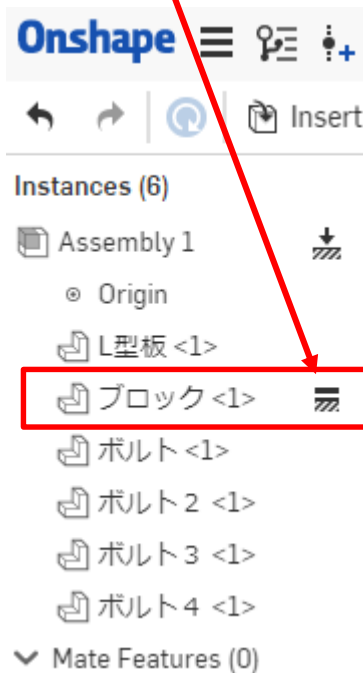 Onshape
Insert
Instances (6)
Assembly 1
Origin
L型板 <1>
ブロック <1>
ボルト <1>
ボルト 2 <1>
ボルト 3 <1>
ボルト 4 <1>
Mate Features (0)